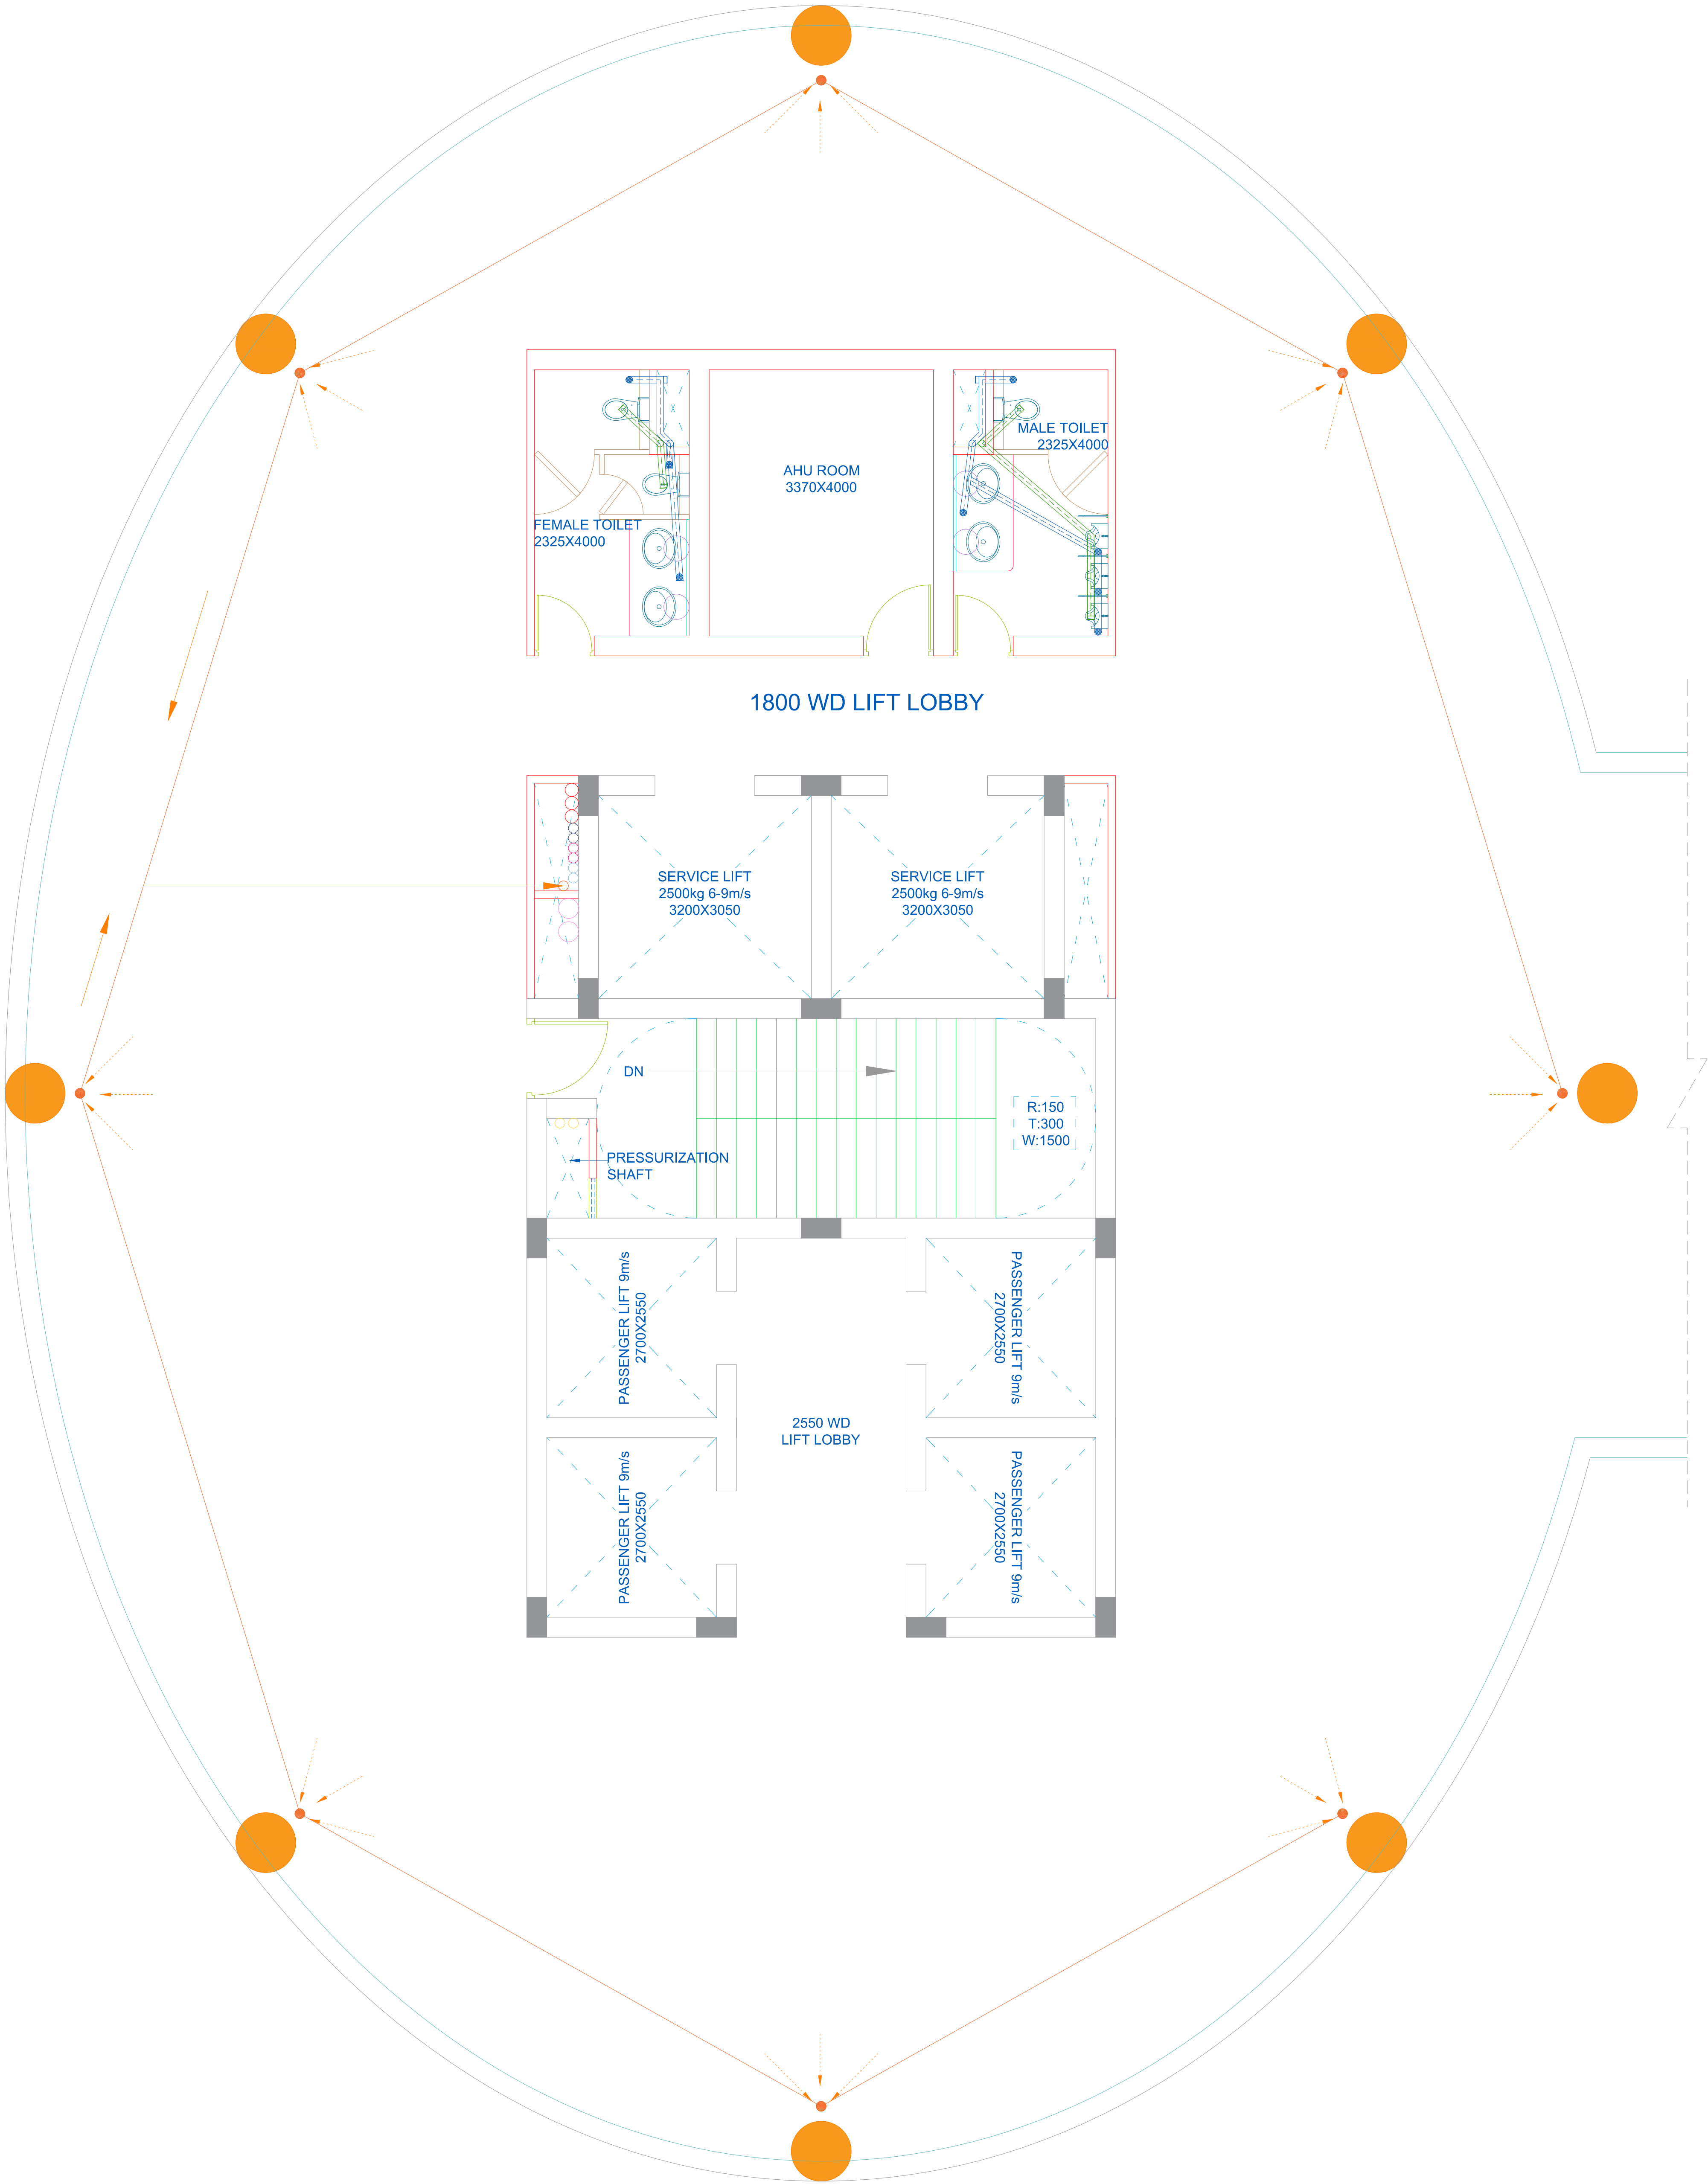 MALE TOILET
2325X4000
AHU ROOM
3370X4000
FEMALE TOILET
2325X4000
1800 WD LIFT LOBBY
SERVICE LIFT
2500kg 6-9m/s
3200X3050
SERVICE LIFT
2500kg 6-9m/s
3200X3050
DN
R:150
T:300
W:1500
PRESSURIZATION
SHAFT
PASSENGER LIFT 9m/s
2700X2550
PASSENGER LIFT 9m/s
2700X2550
2550 WD
LIFT LOBBY
PASSENGER LIFT 9m/s
2700X2550
PASSENGER LIFT 9m/s
2700X2550